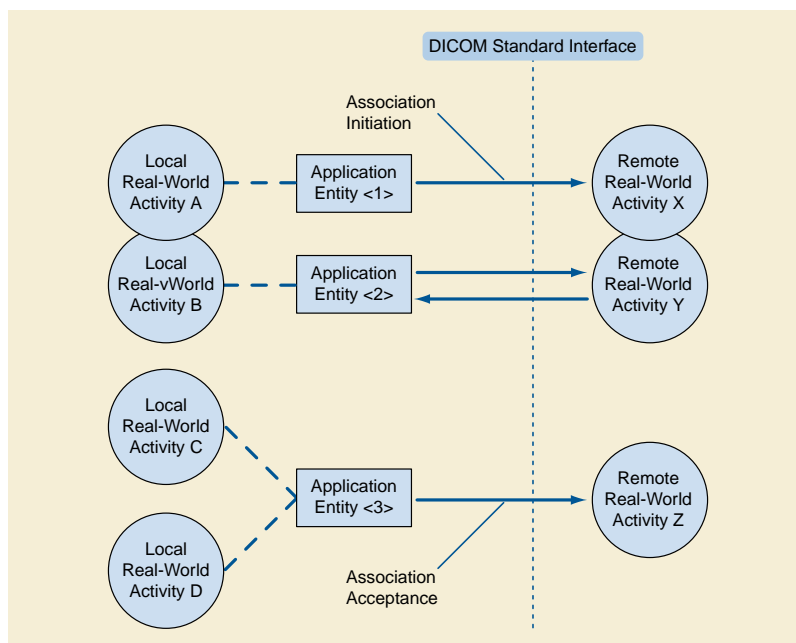 DICOM Standard Interface
Association
Initiation
Local
Real-World
Activity A
Application
Entity <1>
Remote
Real-World
Activity X
Local
Real-vWorld
Activity B
Application
Entity <2>
Remote
Real-World
Activity Y
Local
Real-World
Activity C
Application
Entity <3>
Remote
Real-World
Activity Z
Local
Real-World
Activity D
Association
Acceptance